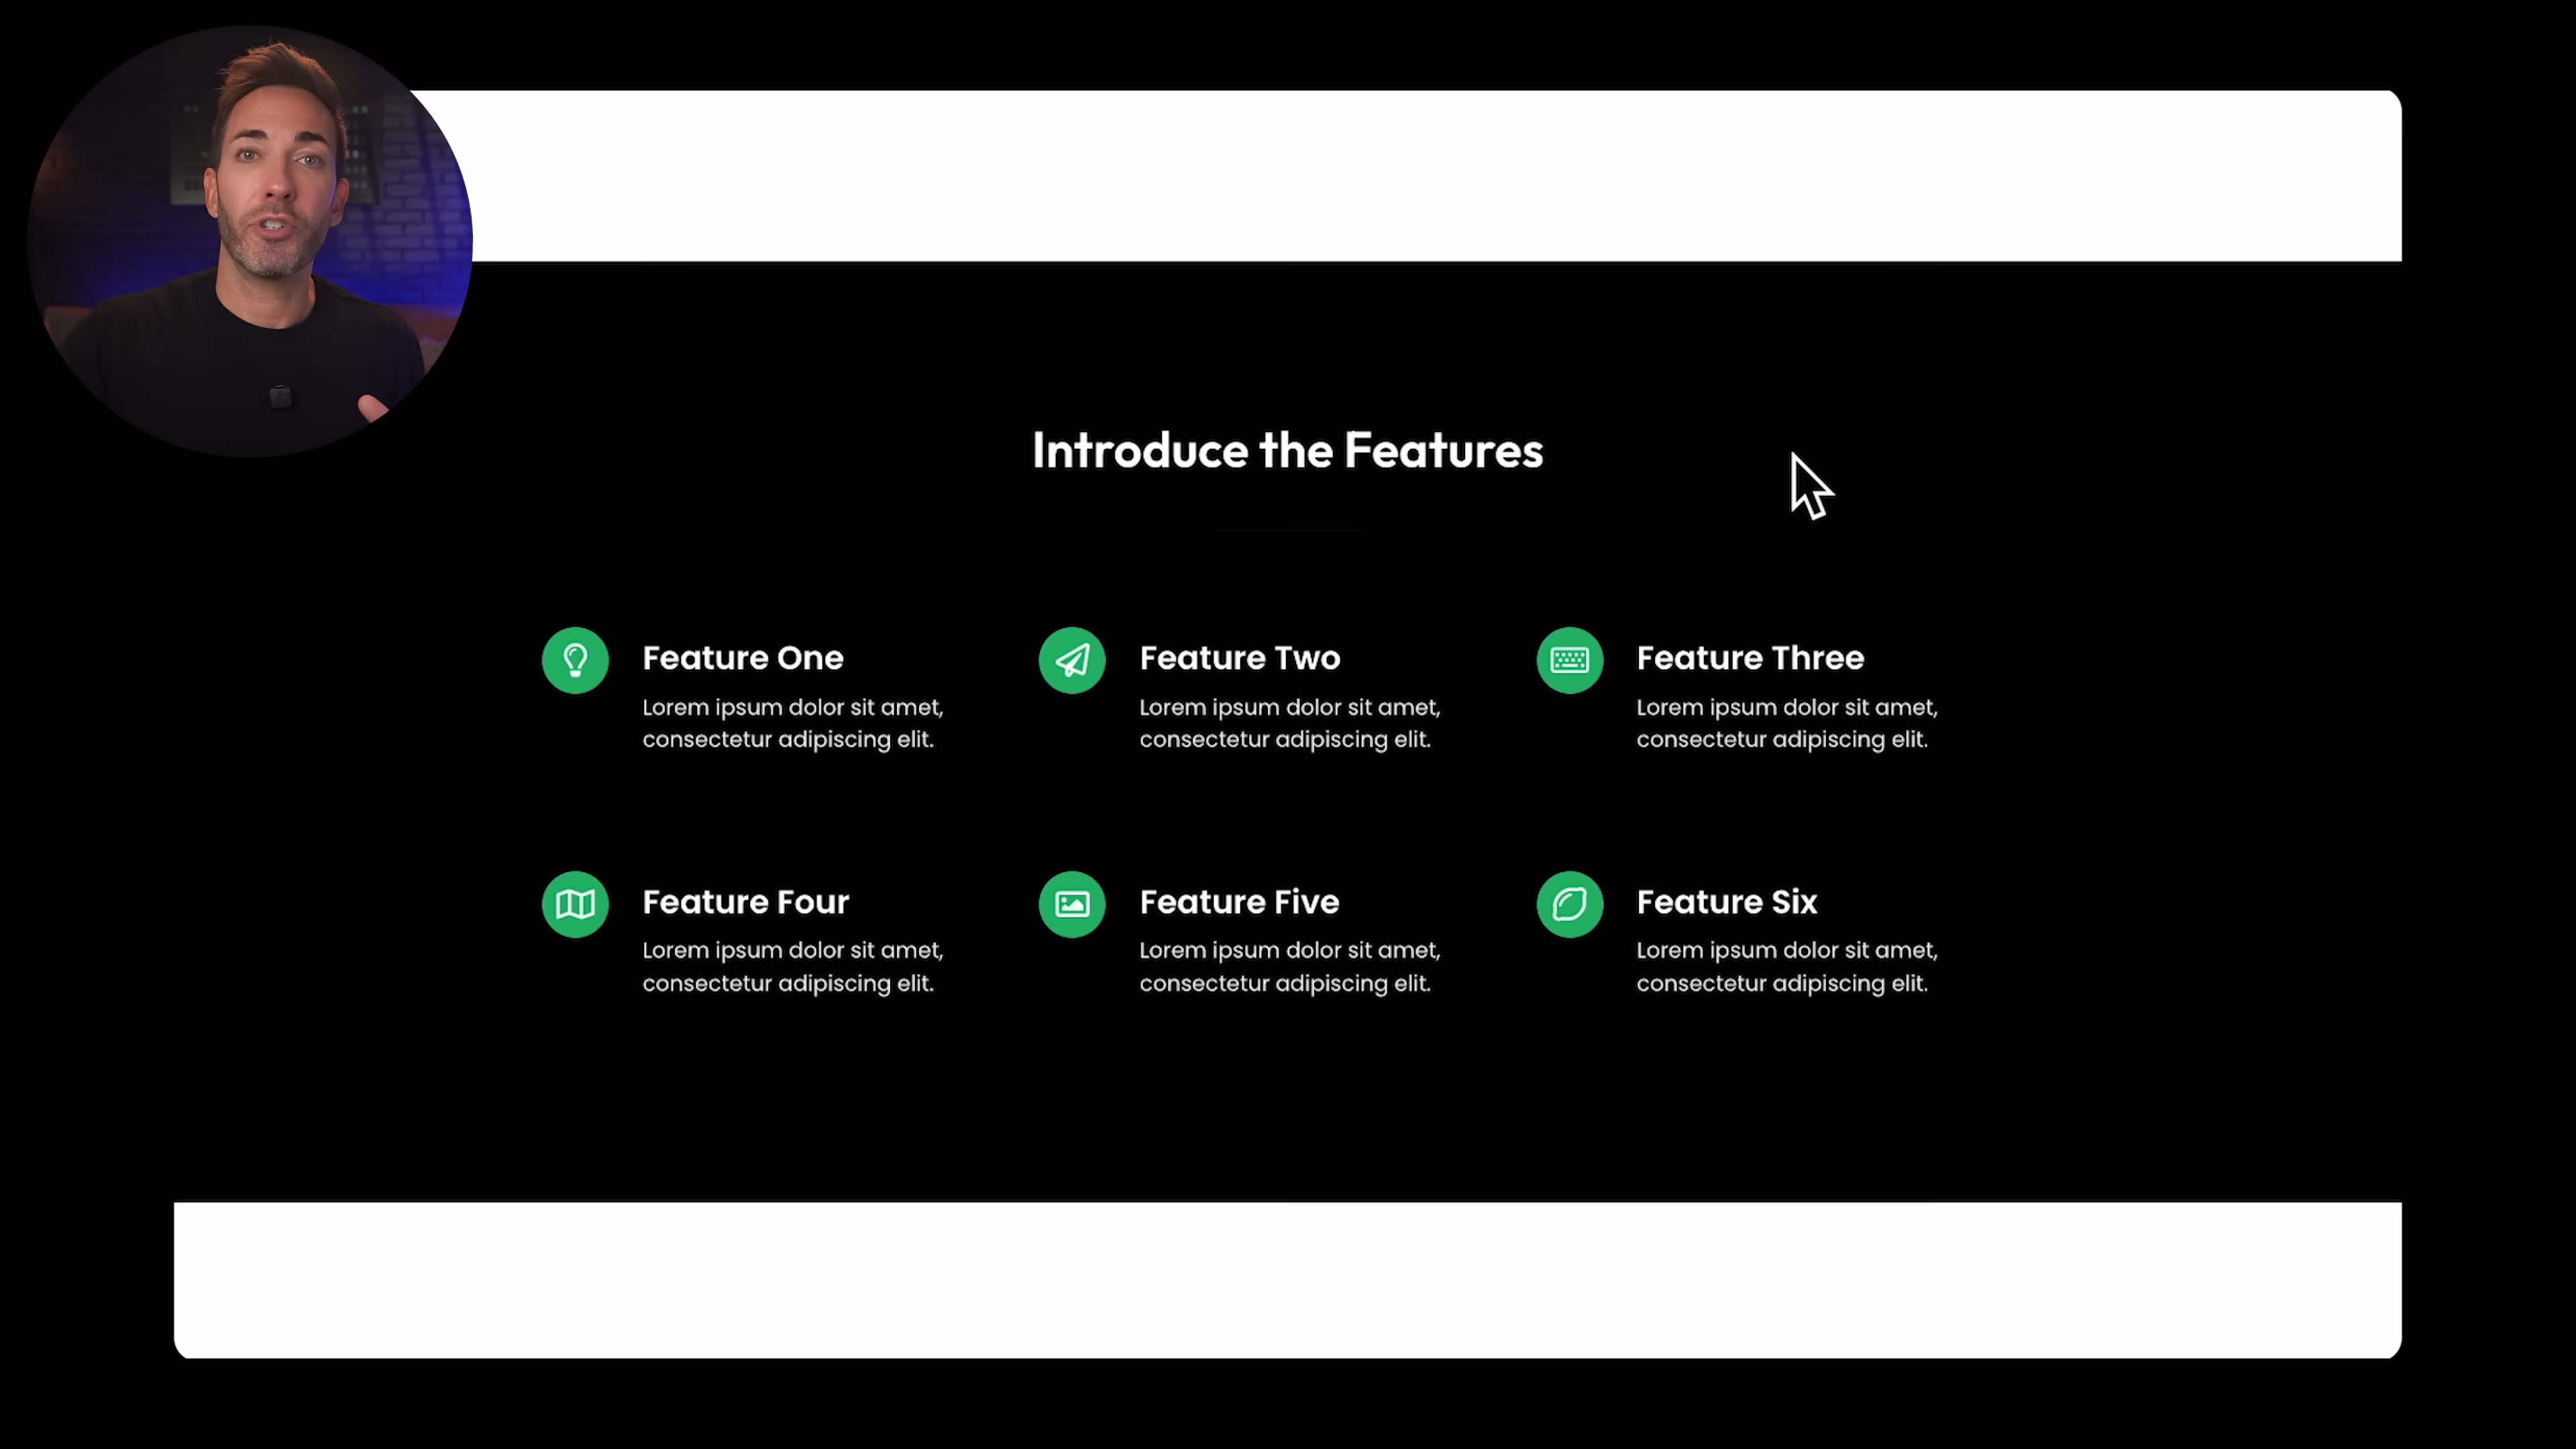 Introduce the Features
Feature One
Lorem ipsum dolor sit amet,
consectetur adipiscing elit.
Feature Two
Lorem ipsum dolor sit amet,
consectetur adipiscing elit.
Feature Three
Lorem ipsum dolor sit amet,
consectetur adipiscing elit.
Feature Four
Lorem ipsum dolor sit amet,
consectetur adipiscing elit.
Feature Five
Lorem ipsum dolor sit amet,
consectetur adipiscing elit.
Feature Six
Lorem ipsum dolor sit amet,
consectetur adipiscing elit.